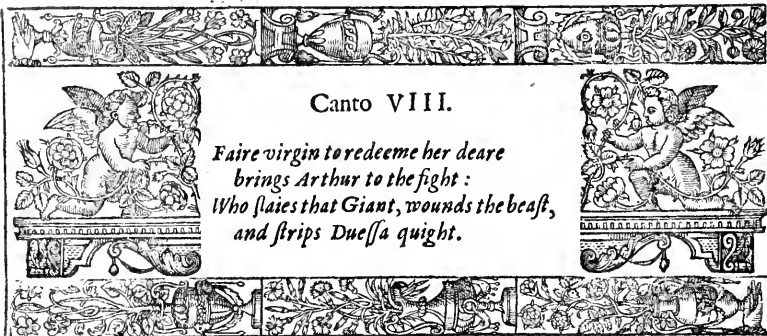 Canto VIII.
Faire virgin to redeeme her deare
brings Arthur to the fight :
Who ſlaies that Giant, wounds the beaſt,
and ſtrips Dueſſa quight.